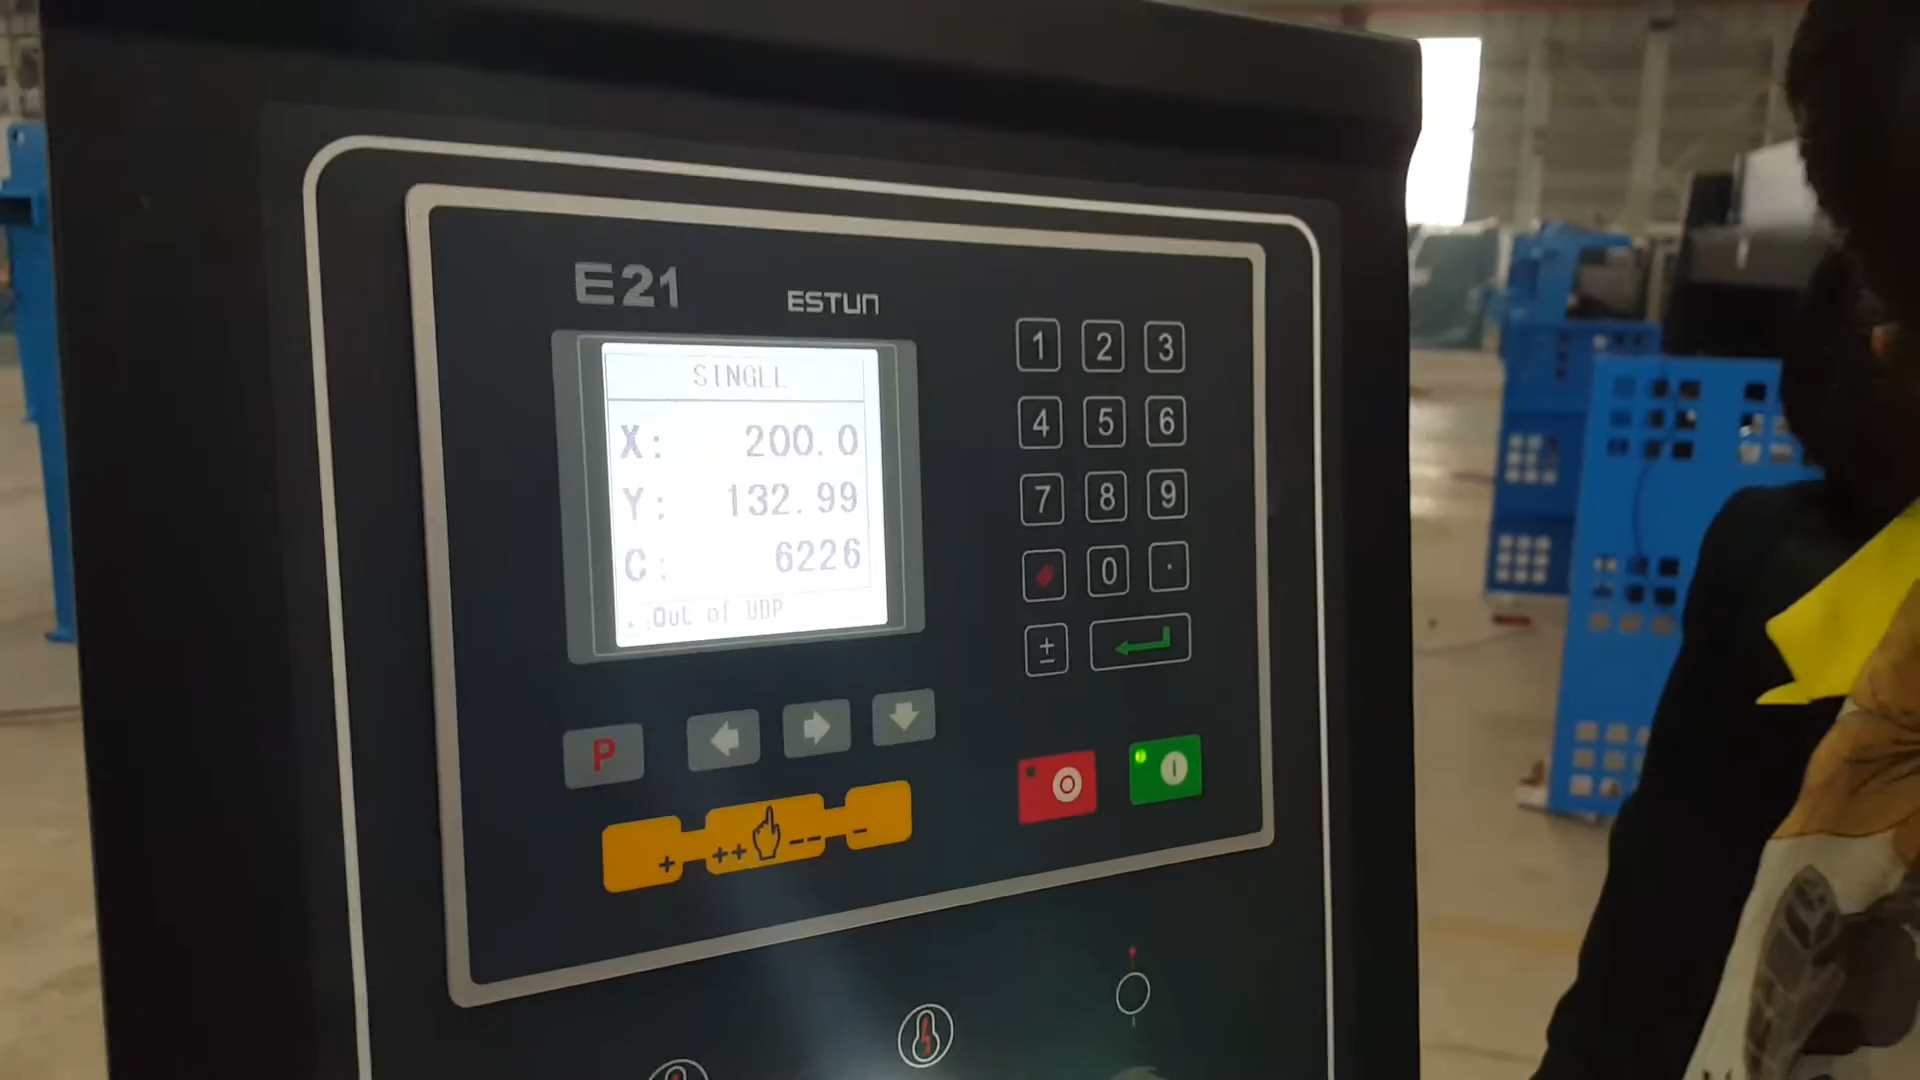 E21
ESTUN
SINGLL
X: 200.0
Y: 132.99
C: 6226
Out of UDP
1 2 3
4 5 6
7 8 9
0 .
±
P
+ ++ -- -